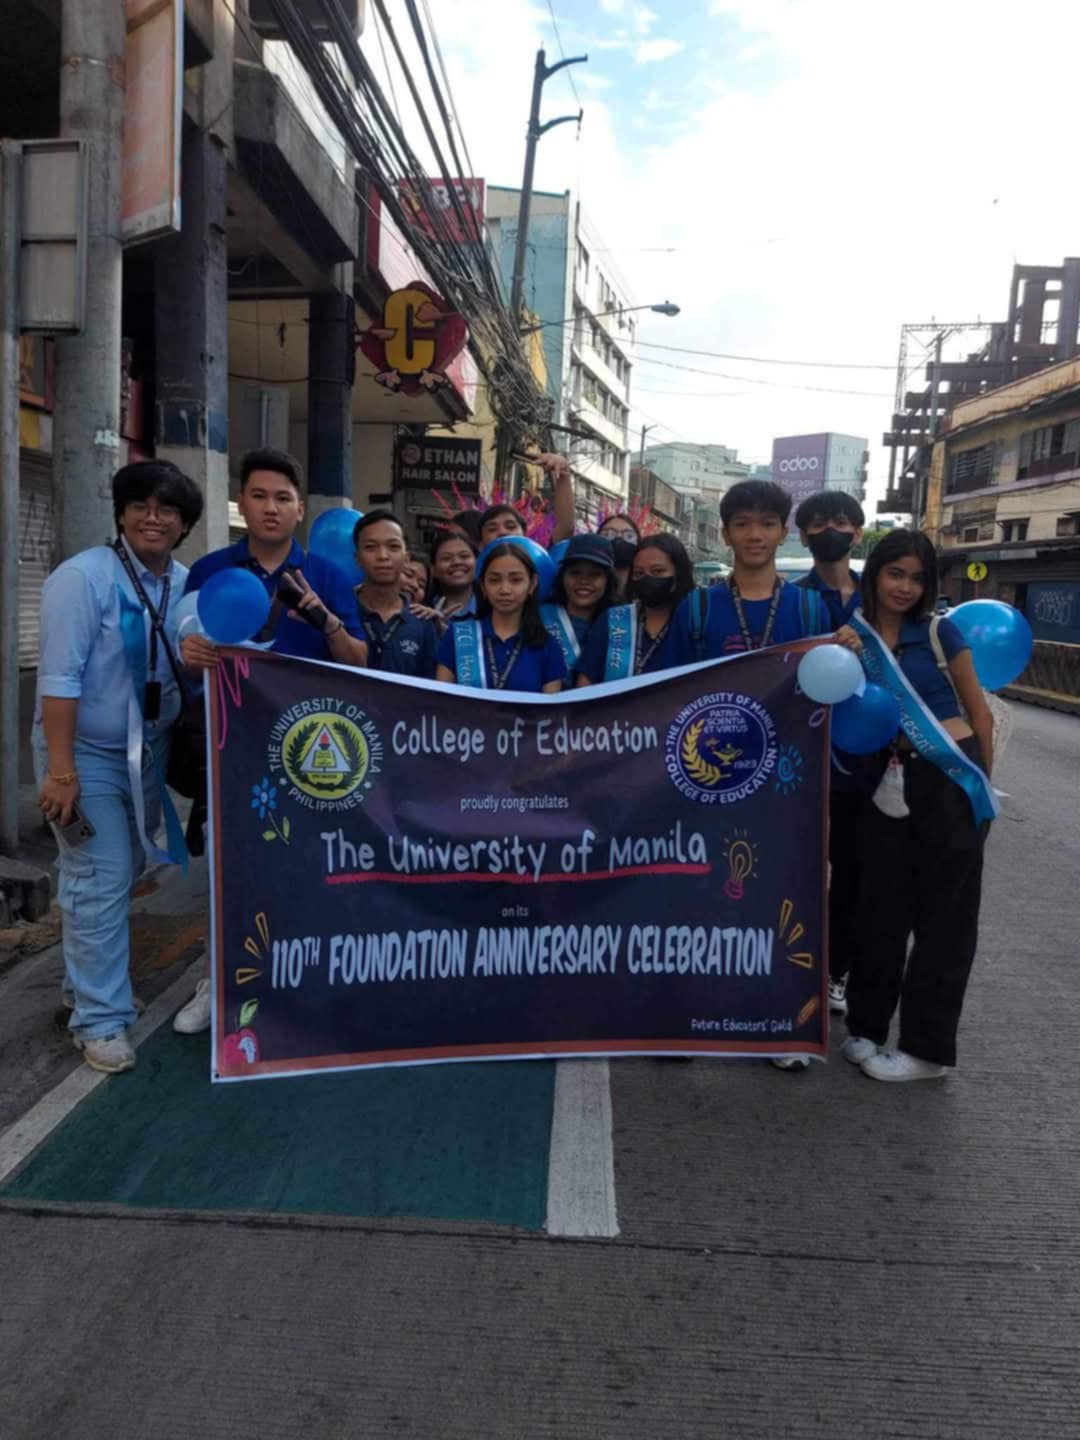 C
ETHAN
HAIR SALON
odoo
THE UNIVERSITY OF MANILA
PHILIPPINES
College of Education
THE UNIVERSITY OF MANILA
PATRIA
SCIENTIA
ET VIRTUS
1923
COLLEGE OF EDUCATION
proudly congratulates
The University of Manila
on its
110TH FOUNDATION ANNIVERSARY CELEBRATION
Future Educators' Guild